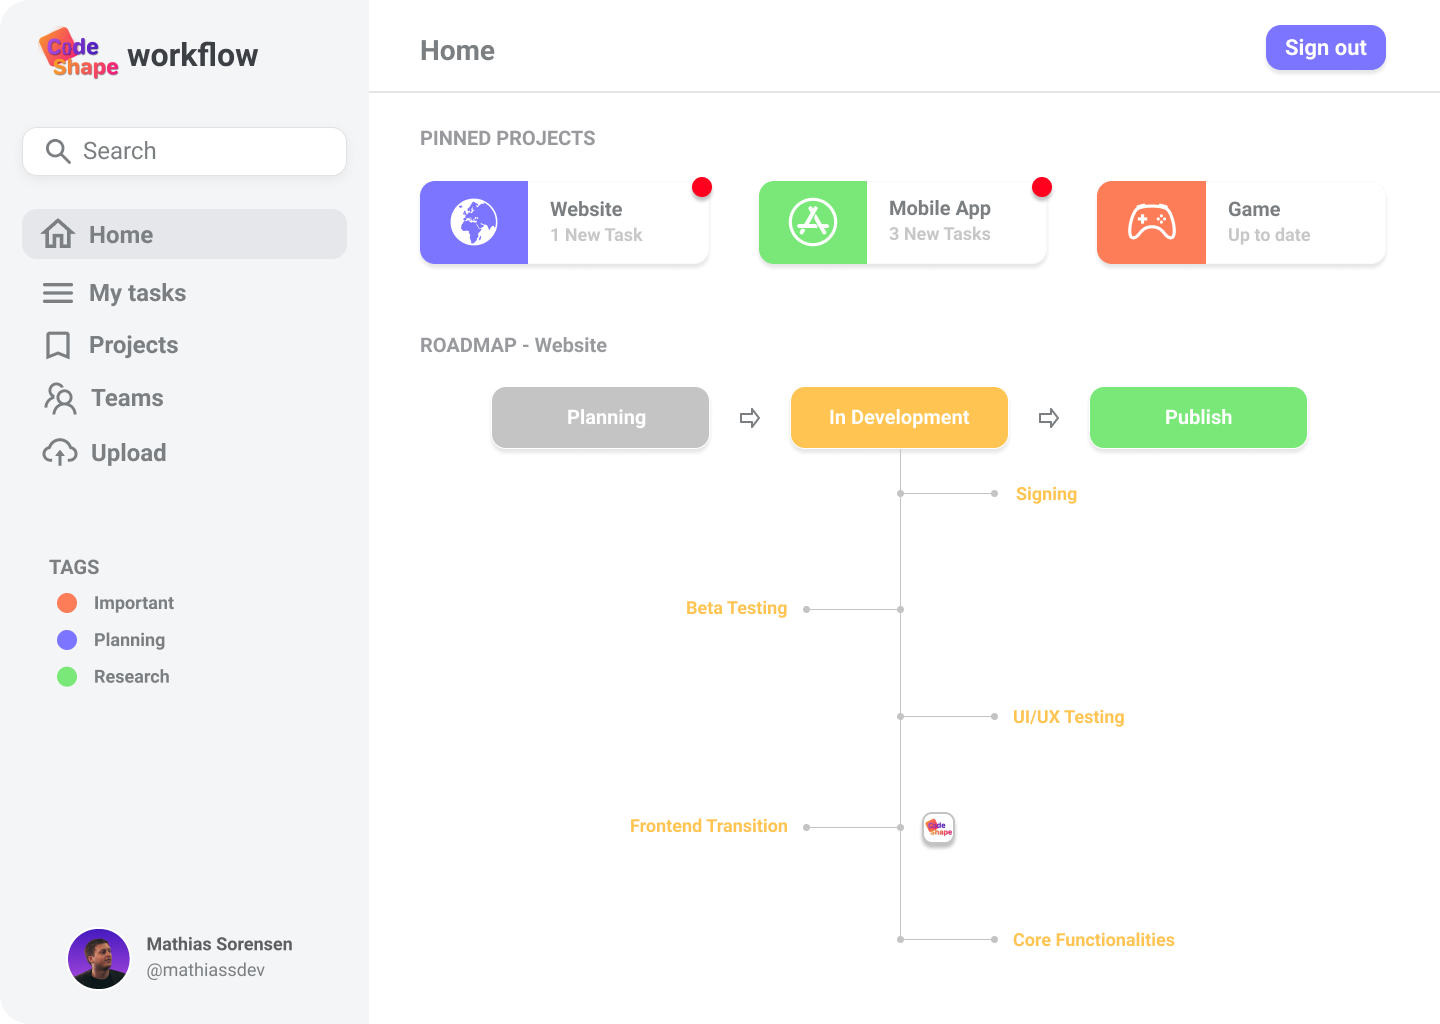 Code
Shape
workflow
Search
Home
My tasks
Projects
Teams
Upload
TAGS
Important
Planning
Research
Mathias Sorensen
@mathiassdev
Home
Sign out
PINNED PROJECTS
Website
1 New Task
Mobile App
3 New Tasks
Game
Up to date
ROADMAP - Website
Planning
In Development
Publish
Signing
Beta Testing
UI/UX Testing
Frontend Transition
Code
Shape
Core Functionalities